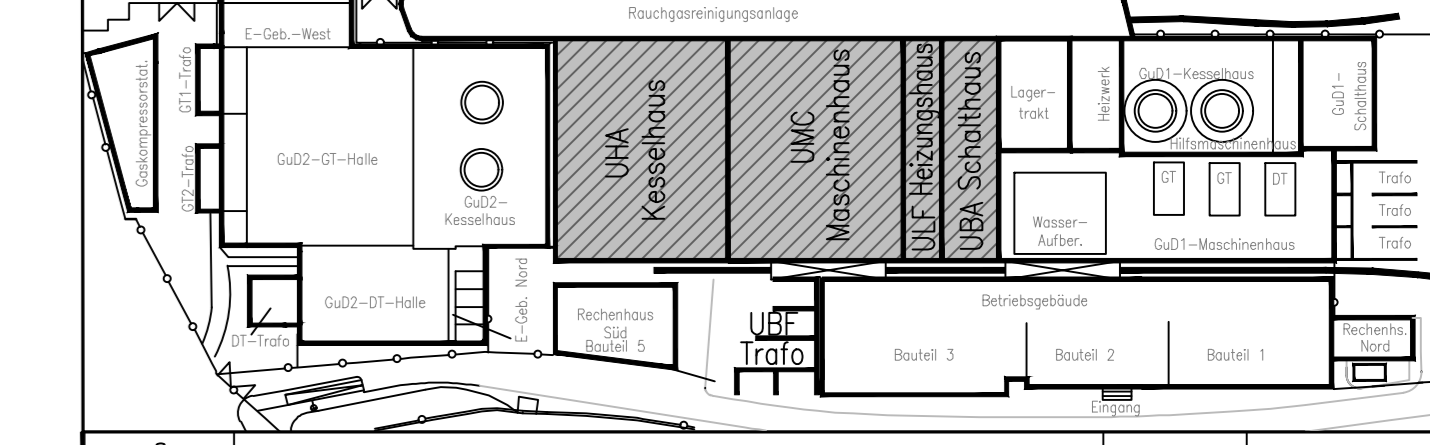 Rauchgasreinigungsanlage
E-Geb.-West
Gaskompressorstat.
GT1-Trafo
GT2-Trafo
GuD2-GT-Halle
GuD2-
Kesselhaus
UHA
Kesselhaus
UMC
Maschinenhaus
ULF Heizungshaus
UBA Schalthaus
Lager-
trakt
Heizwerk
GuD1-Kesselhaus
Hilfsmaschinenhaus
GuD1-
Schalthaus
GT
GT
DT
Wasser-
Aufber.
GuD1-Maschinenhaus
Trafo
Trafo
Trafo
GuD2-DT-Halle
DT-Trafo
E-Geb. Nord
Rechenhaus
Süd
Bauteil 5
UBF
Trafo
Betriebsgebäude
Bauteil 3
Bauteil 2
Bauteil 1
Eingang
Rechenhs.
Nord